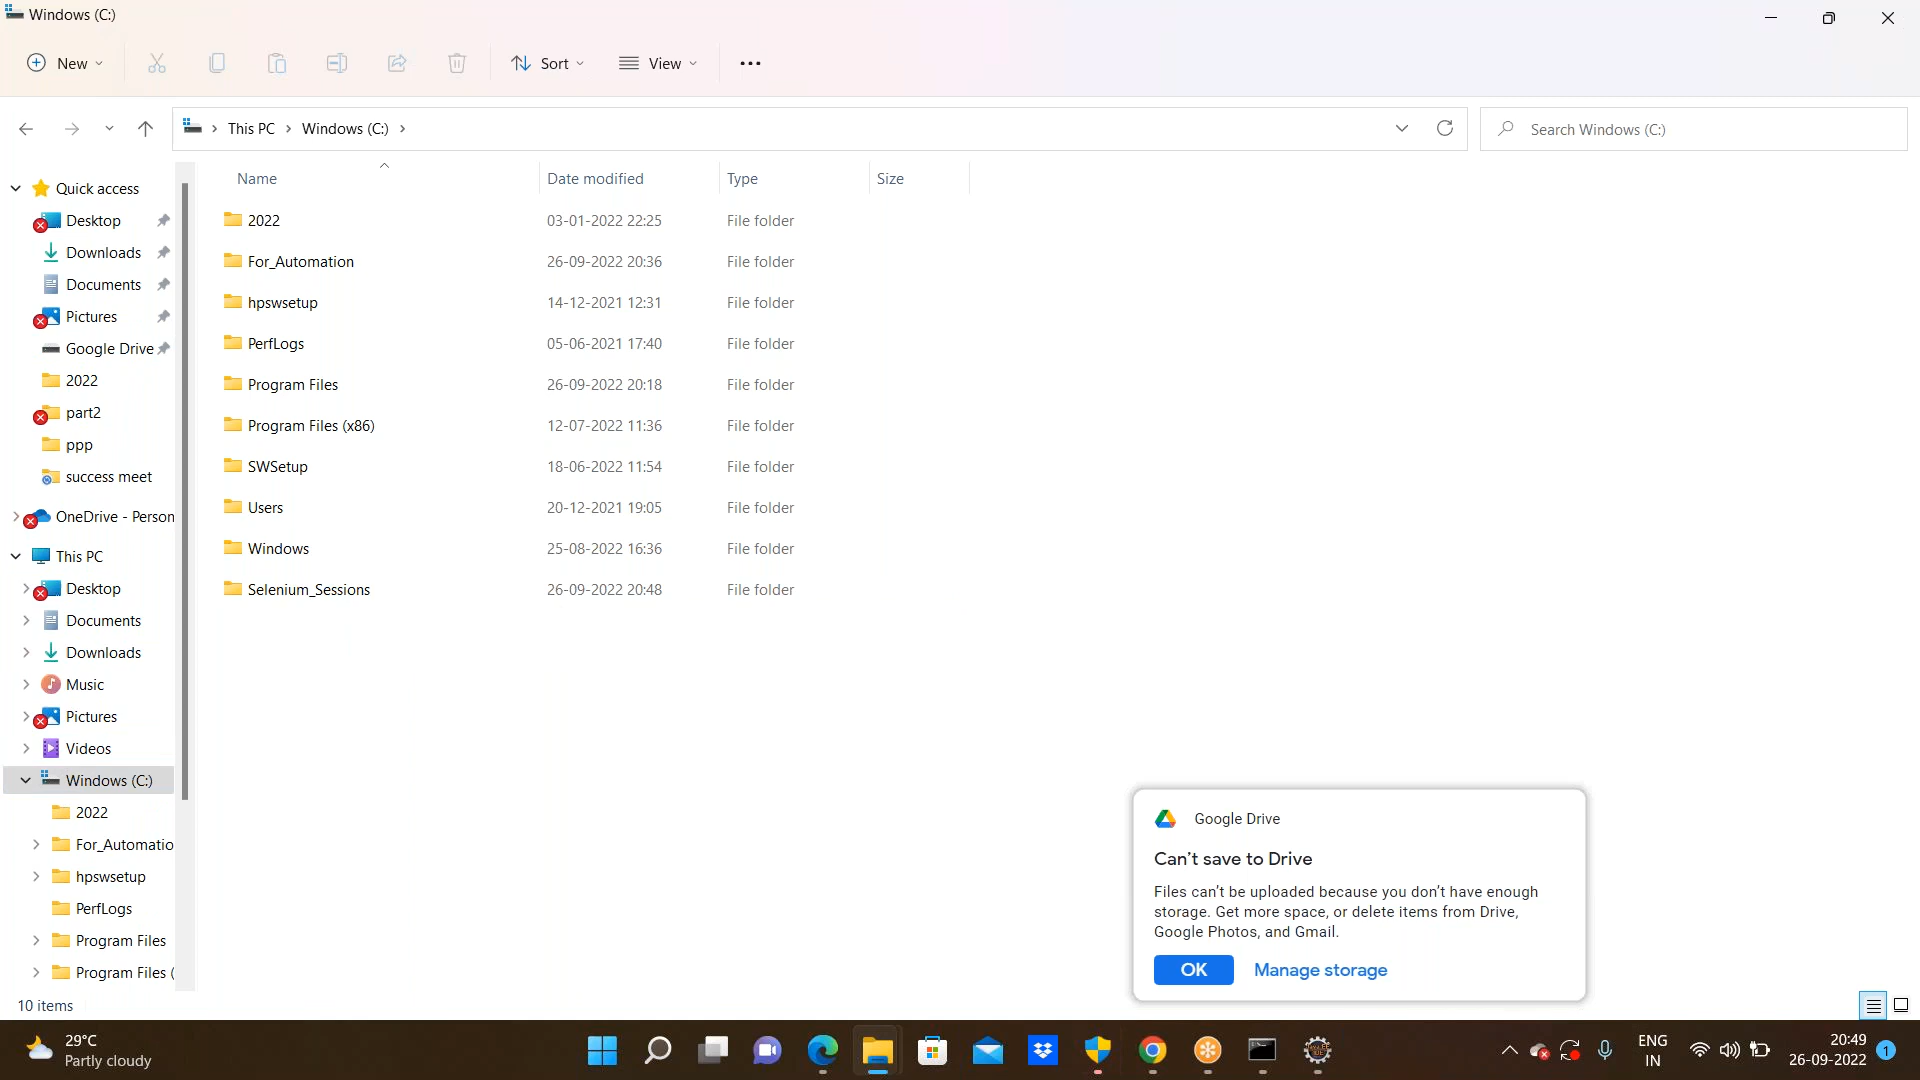 Windows (C:)
New
Sort
View
This PC
Windows (C:)
Search Windows (C:)
Name
Date modified
Type
Size
Quick access
Desktop
Downloads
Documents
Pictures
Google Drive
2022
part2
ppp
success meet
OneDrive - Person
This PC
Desktop
Documents
Downloads
Music
Pictures
Videos
Windows (C:)
2022
For_Automatio
hpswsetup
PerfLogs
Program Files
Program Files (
2022 03-01-2022 22:25 File folder
For_Automation 26-09-2022 20:36 File folder
hpswsetup 14-12-2021 12:31 File folder
PerfLogs 05-06-2021 17:40 File folder
Program Files 26-09-2022 20:18 File folder
Program Files (x86) 12-07-2022 11:36 File folder
SWSetup 18-06-2022 11:54 File folder
Users 20-12-2021 19:05 File folder
Windows 25-08-2022 16:36 File folder
Selenium_Sessions 26-09-2022 20:48 File folder
Google Drive
Can't save to Drive
Files can't be uploaded because you don't have enough
storage. Get more space, or delete items from Drive,
Google Photos, and Gmail.
OK
Manage storage
10 items
29°C
Partly cloudy
ENG
IN
20:49
26-09-2022
1